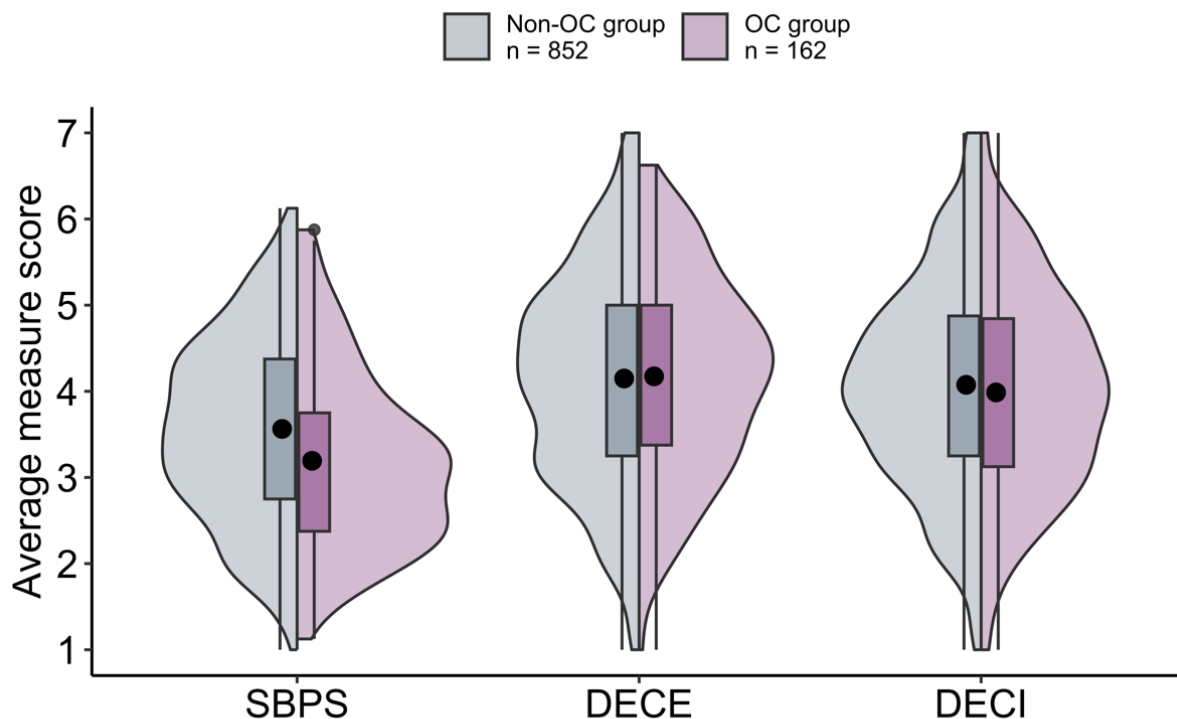 Non-OC group
n = 852
OC group
n = 162
Average measure score
7
6
5
4
3
2
1
SBPS
DECE
DECI